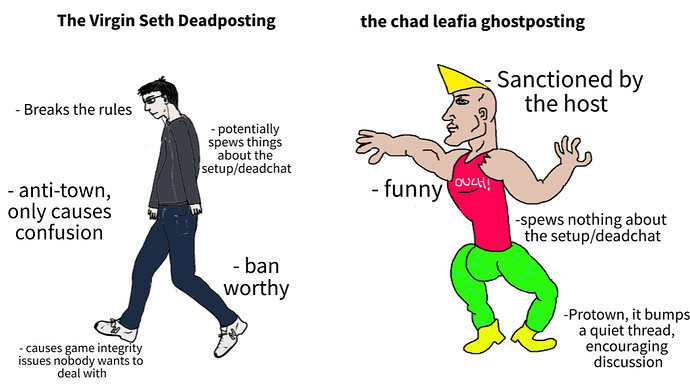 The Virgin Seth Deadposting
- Breaks the rules
- potentially
spews things
about the
setup/deadchat
- anti-town,
only causes
confusion
- ban
worthy
- causes game integrity
issues nobody wants to
deal with
the chad leafia ghostposting
- Sanctioned by
the host
- funny
OUCH!
-spews nothing about
the setup/deadchat
-Protown, it bumps
a quiet thread,
encouraging
discussion